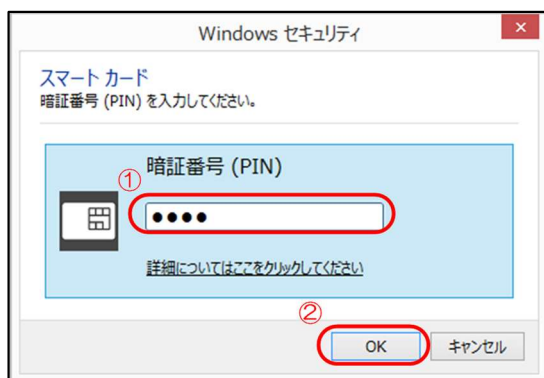 Windows セキュリティ
スマート カード
暗証番号 (PIN) を入力してください。
暗証番号 (PIN)
①
●●●●
詳細についてはここをクリックしてください
②
OK キャンセル